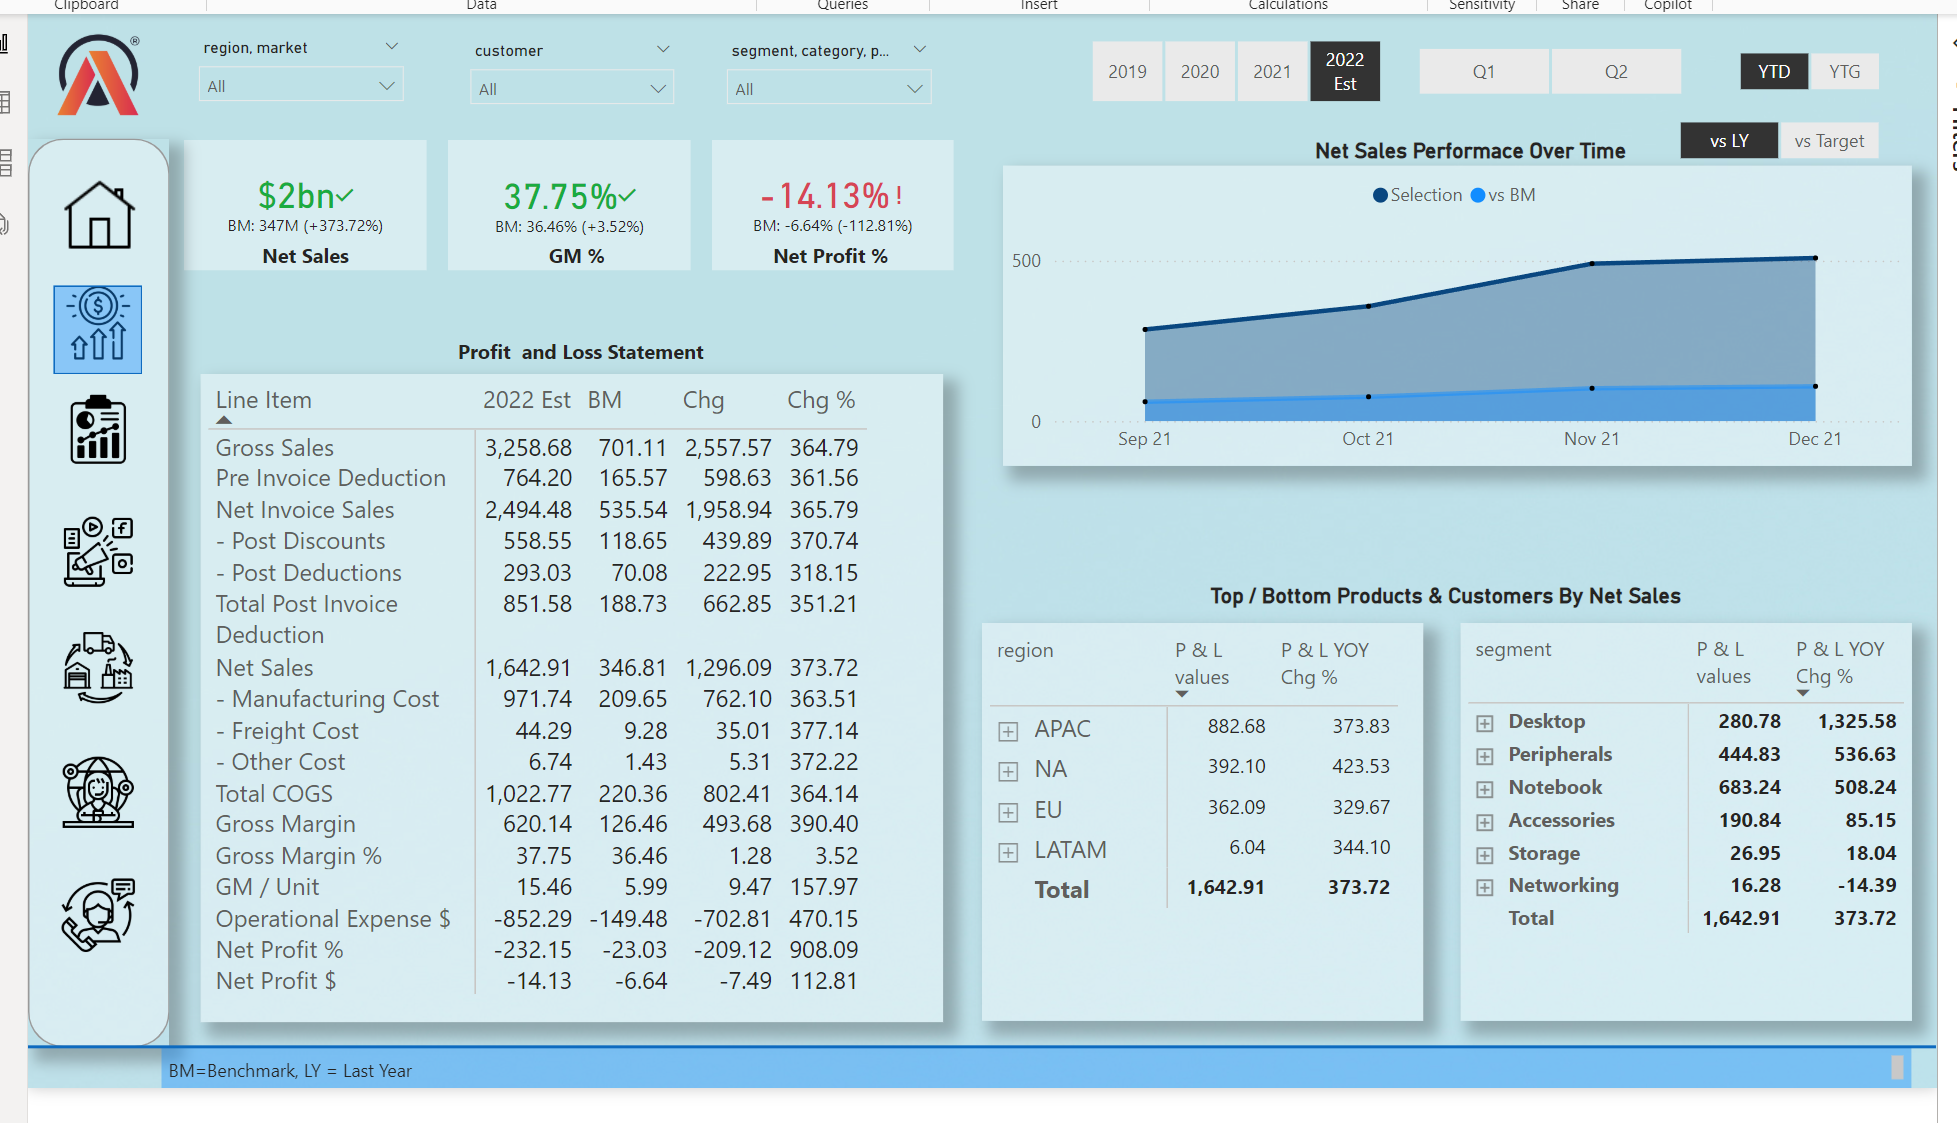 Clipboard Data Queries Insert Calculations Sensitivity Share Copilot
®
region, market
All
customer
All
segment, category, p...
All
2019 2020 2021 2022 Est
Q1 Q2
YTD YTG
vs LY vs Target
$2bn
BM: 347M (+373.72%)
Net Sales
37.75%
BM: 36.46% (+3.52%)
GM %
-14.13%!
BM: -6.64% (-112.81%)
Net Profit %
Net Sales Performace Over Time
Selection vs BM
500
0
Sep 21 Oct 21 Nov 21 Dec 21
Profit and Loss Statement
Line Item 2022 Est BM Chg Chg %
Gross Sales 3,258.68 701.11 2,557.57 364.79
Pre Invoice Deduction 764.20 165.57 598.63 361.56
Net Invoice Sales 2,494.48 535.54 1,958.94 365.79
- Post Discounts 558.55 118.65 439.89 370.74
- Post Deductions 293.03 70.08 222.95 318.15
Total Post Invoice 851.58 188.73 662.85 351.21
Deduction
Net Sales 1,642.91 346.81 1,296.09 373.72
- Manufacturing Cost 971.74 209.65 762.10 363.51
- Freight Cost 44.29 9.28 35.01 377.14
- Other Cost 6.74 1.43 5.31 372.22
Total COGS 1,022.77 220.36 802.41 364.14
Gross Margin 620.14 126.46 493.68 390.40
Gross Margin % 37.75 36.46 1.28 3.52
GM / Unit 15.46 5.99 9.47 157.97
Operational Expense $ -852.29 -149.48 -702.81 470.15
Net Profit % -232.15 -23.03 -209.12 908.09
Net Profit $ -14.13 -6.64 -7.49 112.81
Top / Bottom Products & Customers By Net Sales
region P & L P & L YOY
values Chg %
APAC 882.68 373.83
NA 392.10 423.53
EU 362.09 329.67
LATAM 6.04 344.10
Total 1,642.91 373.72
segment P & L P & L YOY
values Chg %
Desktop 280.78 1,325.58
Peripherals 444.83 536.63
Notebook 683.24 508.24
Accessories 190.84 85.15
Storage 26.95 18.04
Networking 16.28 -14.39
Total 1,642.91 373.72
BM=Benchmark, LY = Last Year